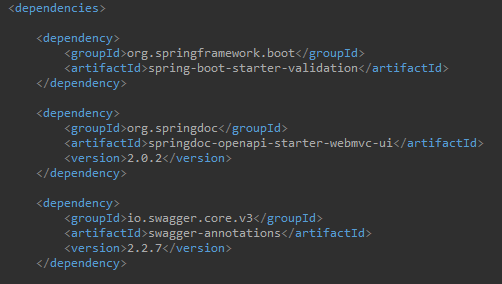 <dependencies>
<dependency>
<groupId>org.springframework.boot</groupId>
<artifactId>spring-boot-starter-validation</artifactId>
</dependency>
<dependency>
<groupId>org.springdoc</groupId>
<artifactId>springdoc-openapi-starter-webmvc-ui</artifactId>
<version>2.0.2</version>
</dependency>
<dependency>
<groupId>io.swagger.core.v3</groupId>
<artifactId>swagger-annotations</artifactId>
<version>2.2.7</version>
</dependency>